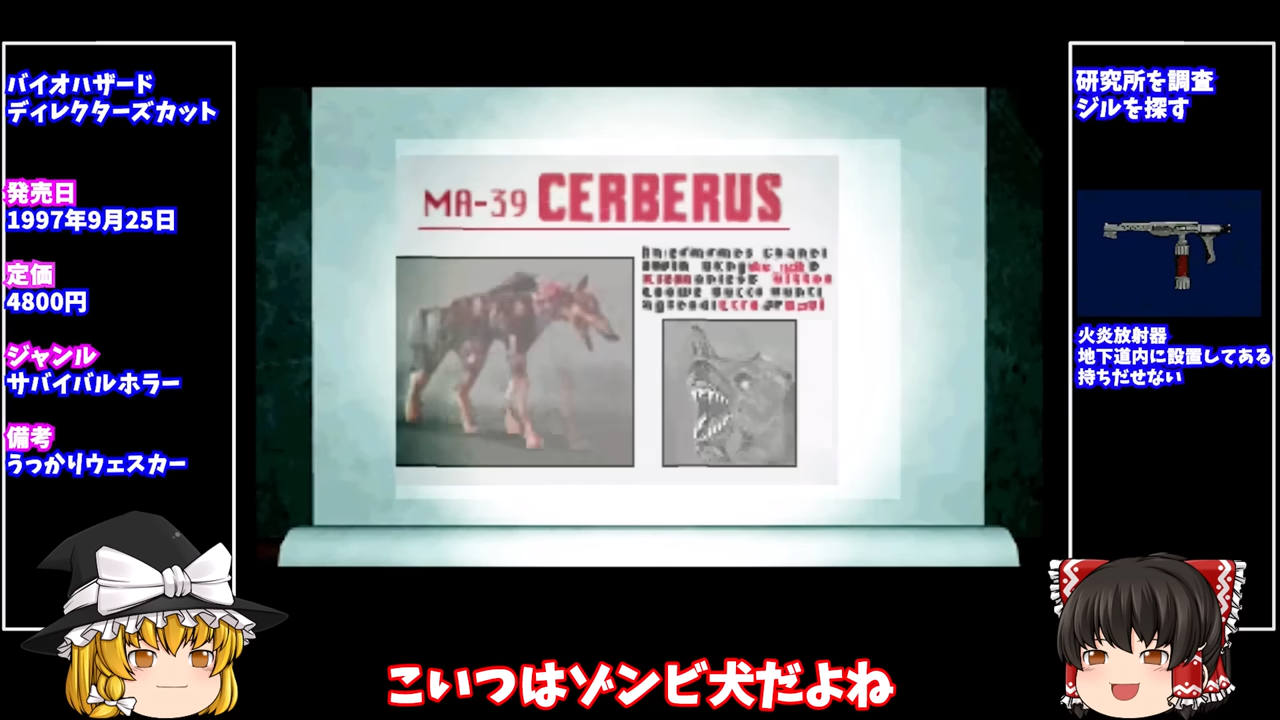 バイオハザード
ディレクターズカット
発売日
1997年9月25日
定価
4800円
ジャンル
サバイバルホラー
備考
うっかりウェスカー
MA-39 CERBERUS
研究所を調査
ジルを探す
火炎放射器
地下道内に設置してある
持ちだせない
こいつはゾンビ犬だよね